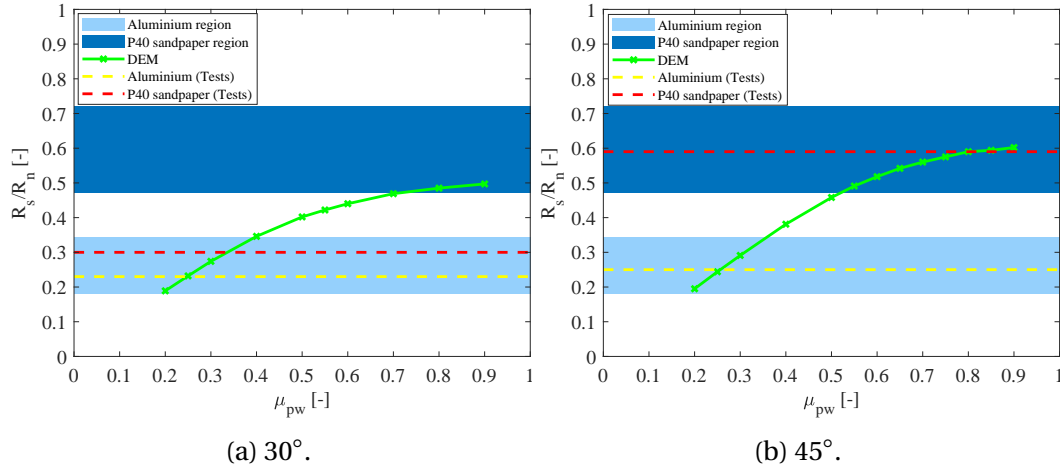 1
0.9
0.8
0.7
0.6
0.5
0.4
0.3
0.2
0.1
0
R_s/R_n [-]
Aluminium region
P40 sandpaper region
DEM
Aluminium (Tests)
P40 sandpaper (Tests)
0 0.1 0.2 0.3 0.4 0.5 0.6 0.7 0.8 0.9 1
μ_pw [-]
(a) 30°.
1
0.9
0.8
0.7
0.6
0.5
0.4
0.3
0.2
0.1
0
R_s/R_n [-]
Aluminium region
P40 sandpaper region
DEM
Aluminium (Tests)
P40 sandpaper (Tests)
0 0.1 0.2 0.3 0.4 0.5 0.6 0.7 0.8 0.9 1
μ_pw [-]
(b) 45°.